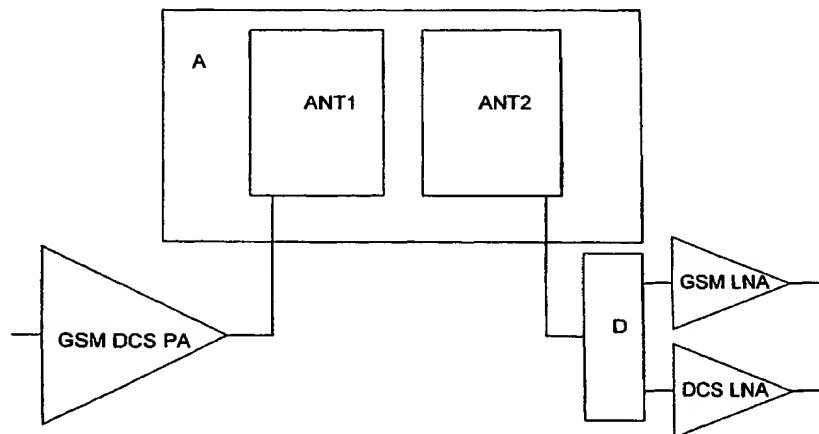 A
ANT1
ANT2
GSM DCS PA
D
GSM LNA
DCS LNA